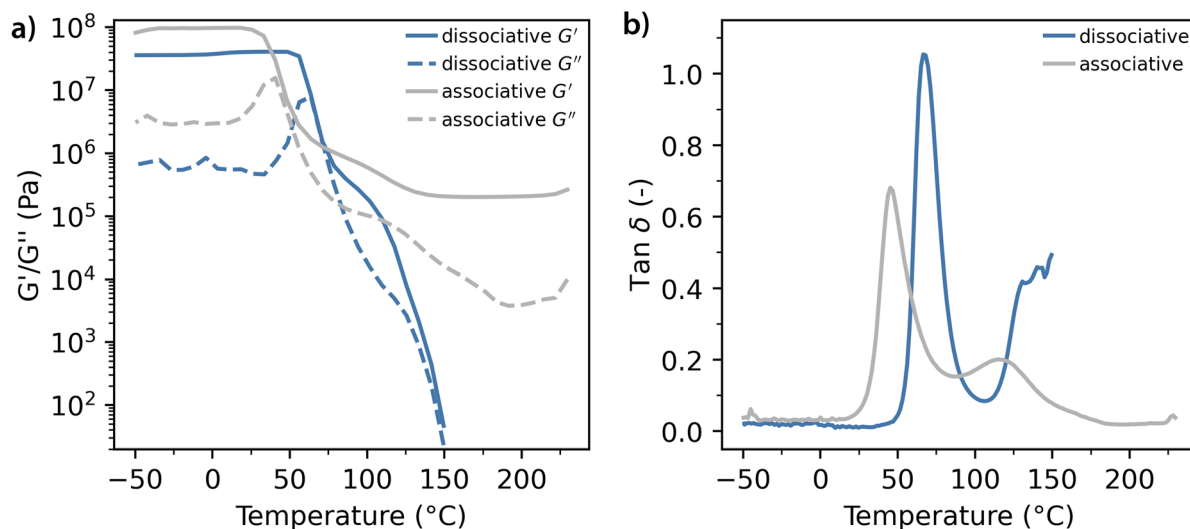 a)
G'/G'' (Pa)
10⁸
10⁷
10⁶
10⁵
10⁴
10³
10²
dissociative G'
dissociative G''
associative G'
associative G''
−50 0 50 100 150 200
Temperature (°C)
b)
Tan δ (-)
1.0
0.8
0.6
0.4
0.2
0.0
dissociative
associative
−50 0 50 100 150 200
Temperature (°C)